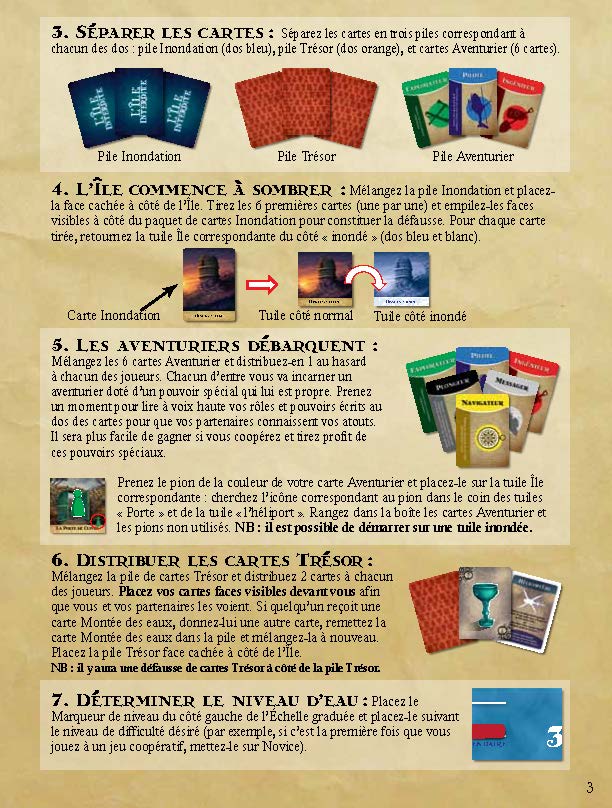 3. Séparer les cartes : Séparez les cartes en trois piles correspondant à
chacun des dos : pile Inondation (dos bleu), pile Trésor (dos orange), et cartes Aventurier (6 cartes).
L'ÎLE INTERDITE
L'ÎLE INTERDITE
L'ÎLE INTERDITE
Explorateur
Pilote
Ingénieur
Pile Inondation
Pile Trésor
Pile Aventurier
4. L'Île commence à sombrer : Mélangez la pile Inondation et placez-
la face cachée à côté de l'Île. Tirez les 6 premières cartes (une par une) et empilez-les faces
visibles à côté du paquet de cartes Inondation pour constituer la défausse. Pour chaque carte
tirée, retournez la tuile Île correspondante du côté « inondé » (dos bleu et blanc).
Carte Inondation
Tuile côté normal
Tuile côté inondé
5. Les aventuriers débarquent :
Mélangez les 6 cartes Aventurier et distribuez-en 1 au hasard
à chacun des joueurs. Chacun d'entre vous va incarner un
aventurier doté d'un pouvoir spécial qui lui est propre. Prenez
un moment pour lire à voix haute vos rôles et pouvoirs écrits au
dos des cartes pour que vos partenaires connaissent vos atouts.
Il sera plus facile de gagner si vous coopérez et tirez profit de
ces pouvoirs spéciaux.
Explorateur
Pilote
Ingénieur
Plongeur
Messager
Navigateur
Prenez le pion de la couleur de votre carte Aventurier et placez-le sur la tuile Île
correspondante : cherchez l'icône correspondant au pion dans le coin des tuiles
« Porte » et de la tuile « l'héliport ». Rangez dans la boîte les cartes Aventurier et
les pions non utilisés. NB : il est possible de démarrer sur une tuile inondée.
6. Distribuer les cartes Trésor :
Mélangez la pile de cartes Trésor et distribuez 2 cartes à chacun
des joueurs. Placez vos cartes faces visibles devant vous afin
que vous et vos partenaires les voient. Si quelqu'un reçoit une
carte Montée des eaux, donnez-lui une autre carte, remettez la
carte Montée des eaux dans la pile et mélangez-la à nouveau.
Placez la pile Trésor face cachée à côté de l'Île.
NB : il y aura une défausse de cartes Trésor à côté de la pile Trésor.
Hélicoptère
7. Déterminer le niveau d'eau : Placez le
Marqueur de niveau du côté gauche de l'Échelle graduée et placez-le suivant
le niveau de difficulté désiré (par exemple, si c'est la première fois que vous
jouez à un jeu coopératif, mettez-le sur Novice).
3
3